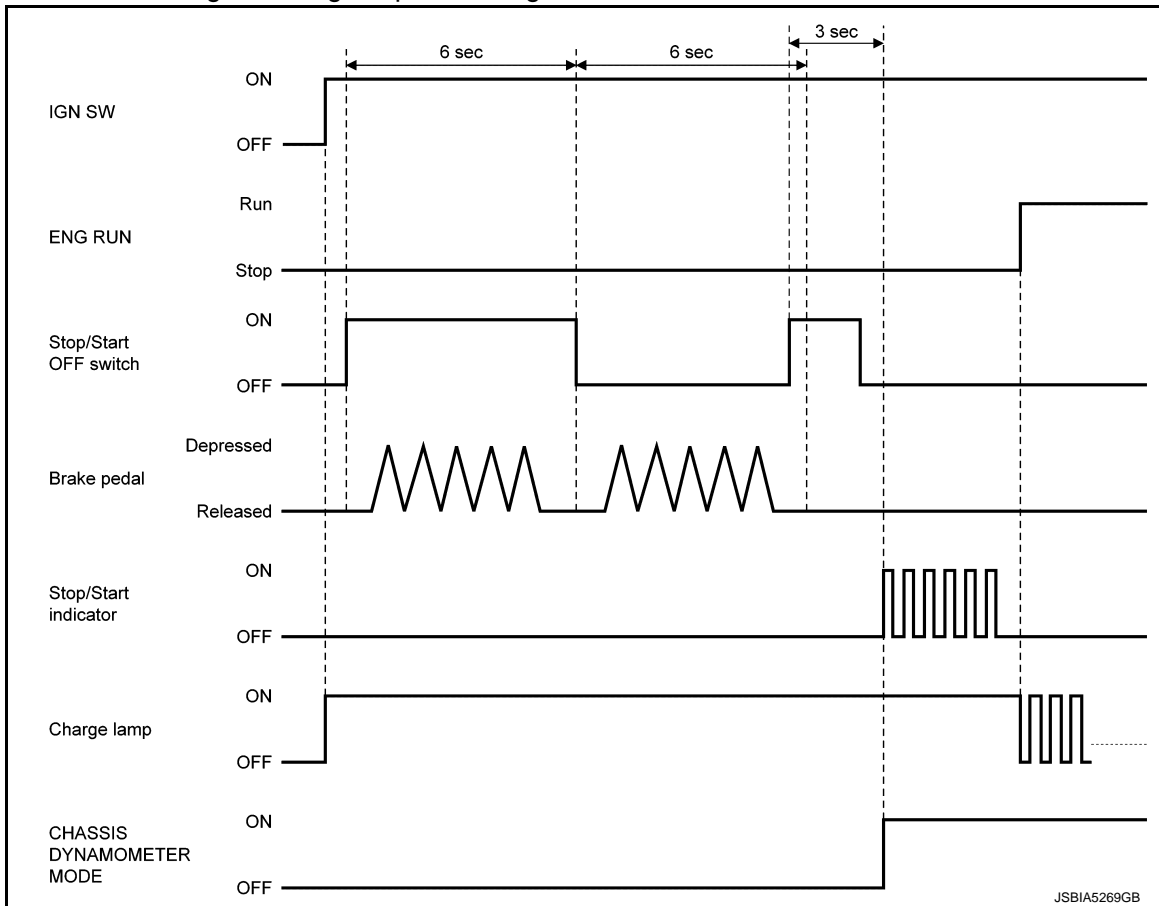 3 sec
6 sec
6 sec
ON
IGN SW
OFF
Run
ENG RUN
Stop
ON
Stop/Start
OFF switch
OFF
Depressed
Brake pedal
Released
ON
Stop/Start
indicator
OFF
ON
Charge lamp
OFF
ON
CHASSIS
DYNAMOMETER
MODE
OFF
JSBIA5269GB